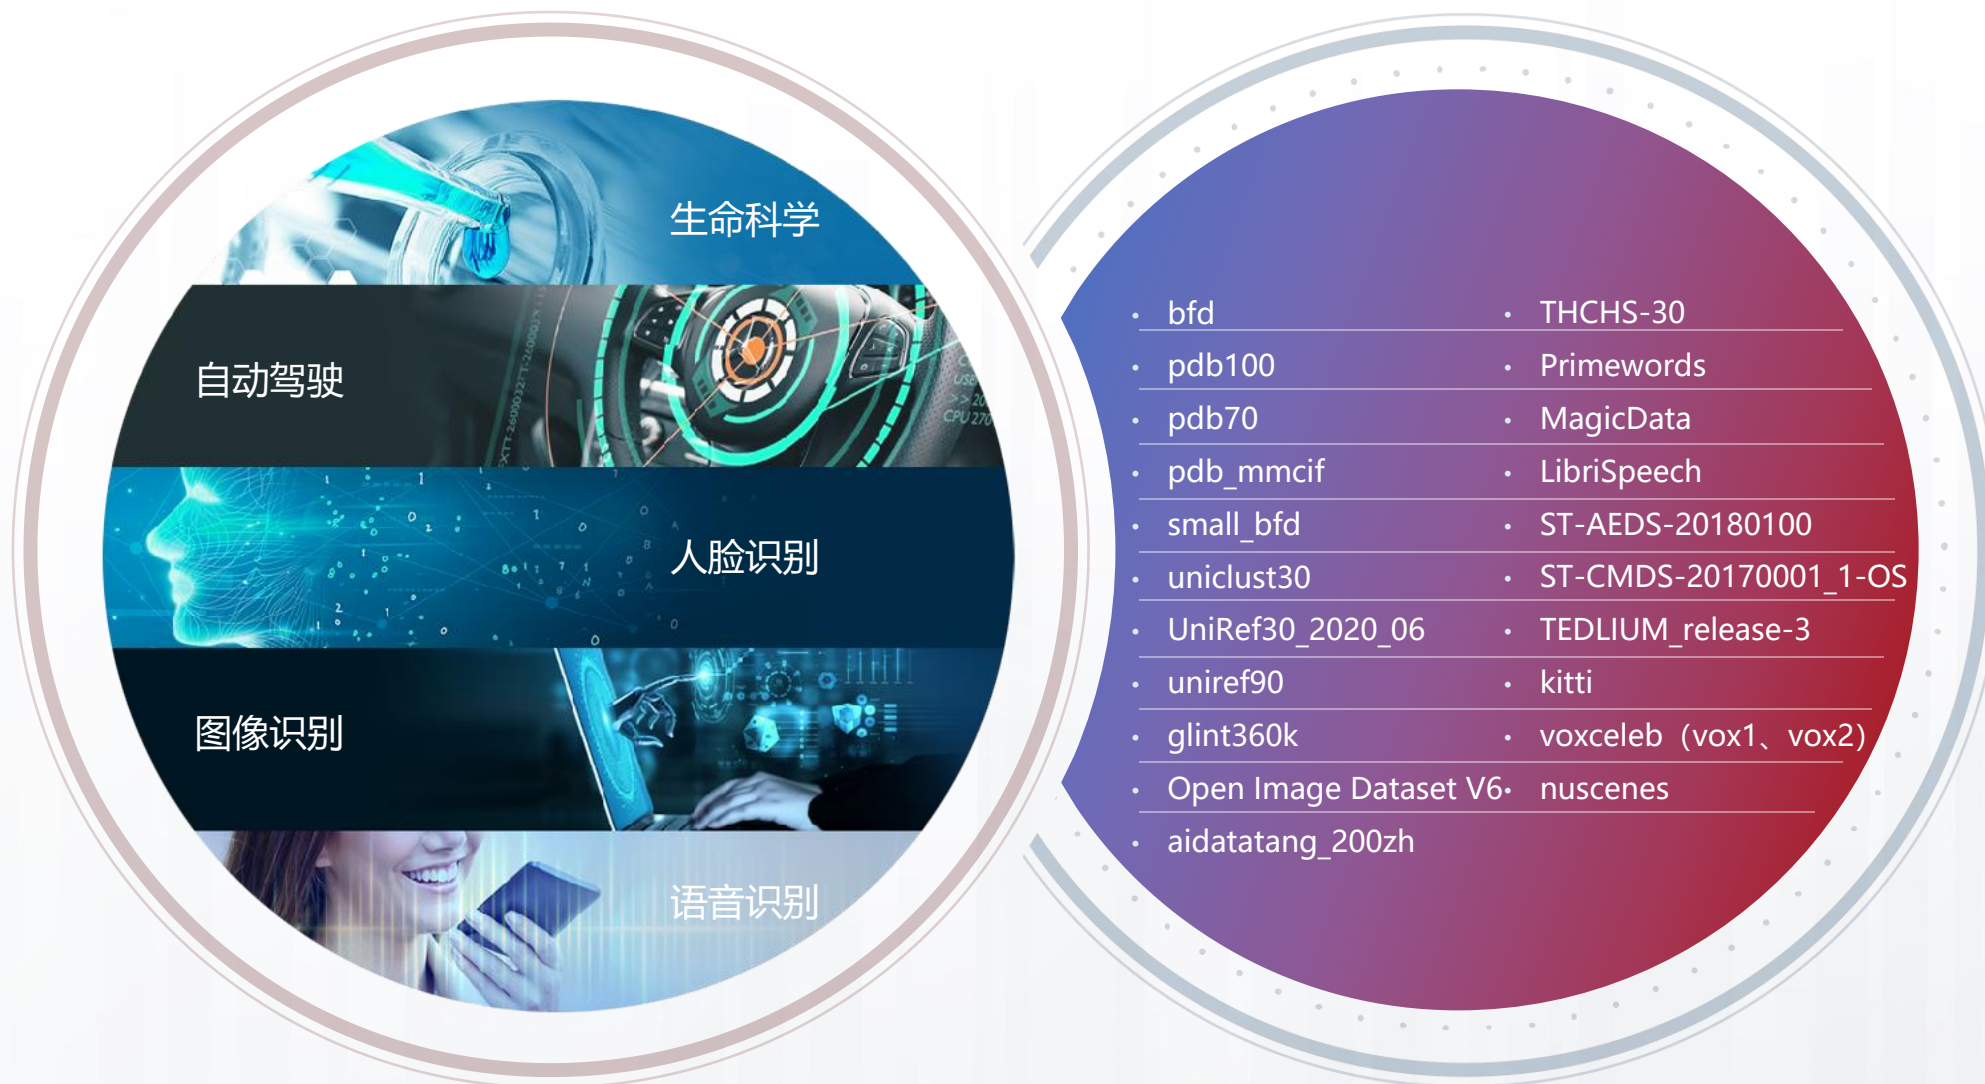 生命科学
自动驾驶
人脸识别
图像识别
语音识别
bfd
pdb100
pdb70
pdb_mmcif
small_bfd
uniclust30
UniRef30_2020_06
uniref90
glint360k
Open Image Dataset V6
aidatatang_200zh
THCHS-30
Primewords
MagicData
LibriSpeech
ST-AEDS-20180100
ST-CMDS-20170001_1-OS
TEDLIUM_release-3
kitti
voxceleb（vox1、vox2）
nuscenes